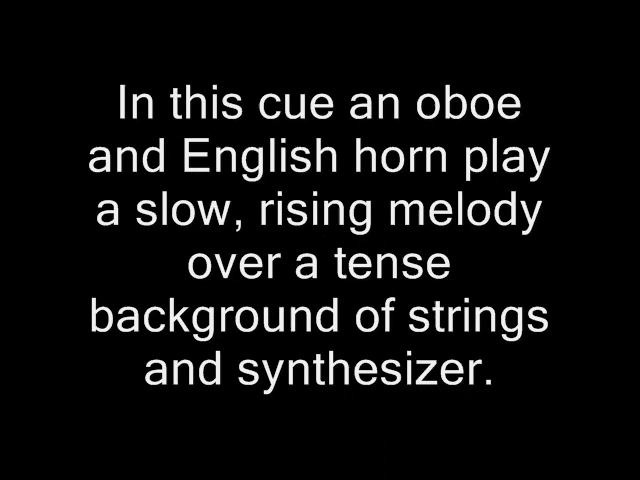 In this cue an oboe
and English horn play
a slow, rising melody
over a tense
background of strings
and synthesizer.